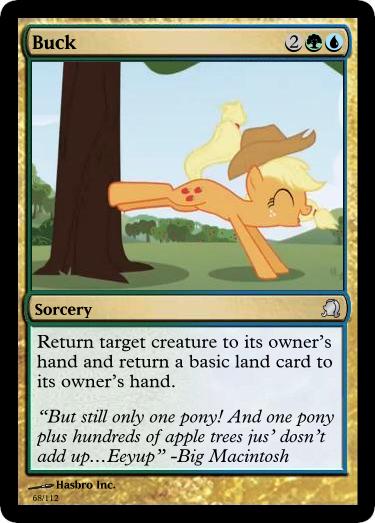 Buck 2
Sorcery
Return target creature to its owner's
hand and return a basic land card to
its owner's hand.
“But still only one pony! And one pony
plus hundreds of apple trees jus' dosn't
add up...Eeyup” -Big Macintosh
Hasbro Inc.
68/112